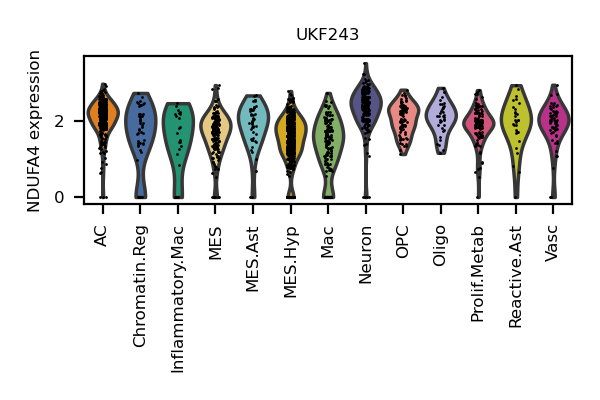 UKF243
NDUFA4 expression
2
0
AC
Chromatin.Reg
Inflammatory.Mac
MES
MES.Ast
MES.Hyp
Mac
Neuron
OPC
Oligo
Prolif.Metab
Reactive.Ast
Vasc